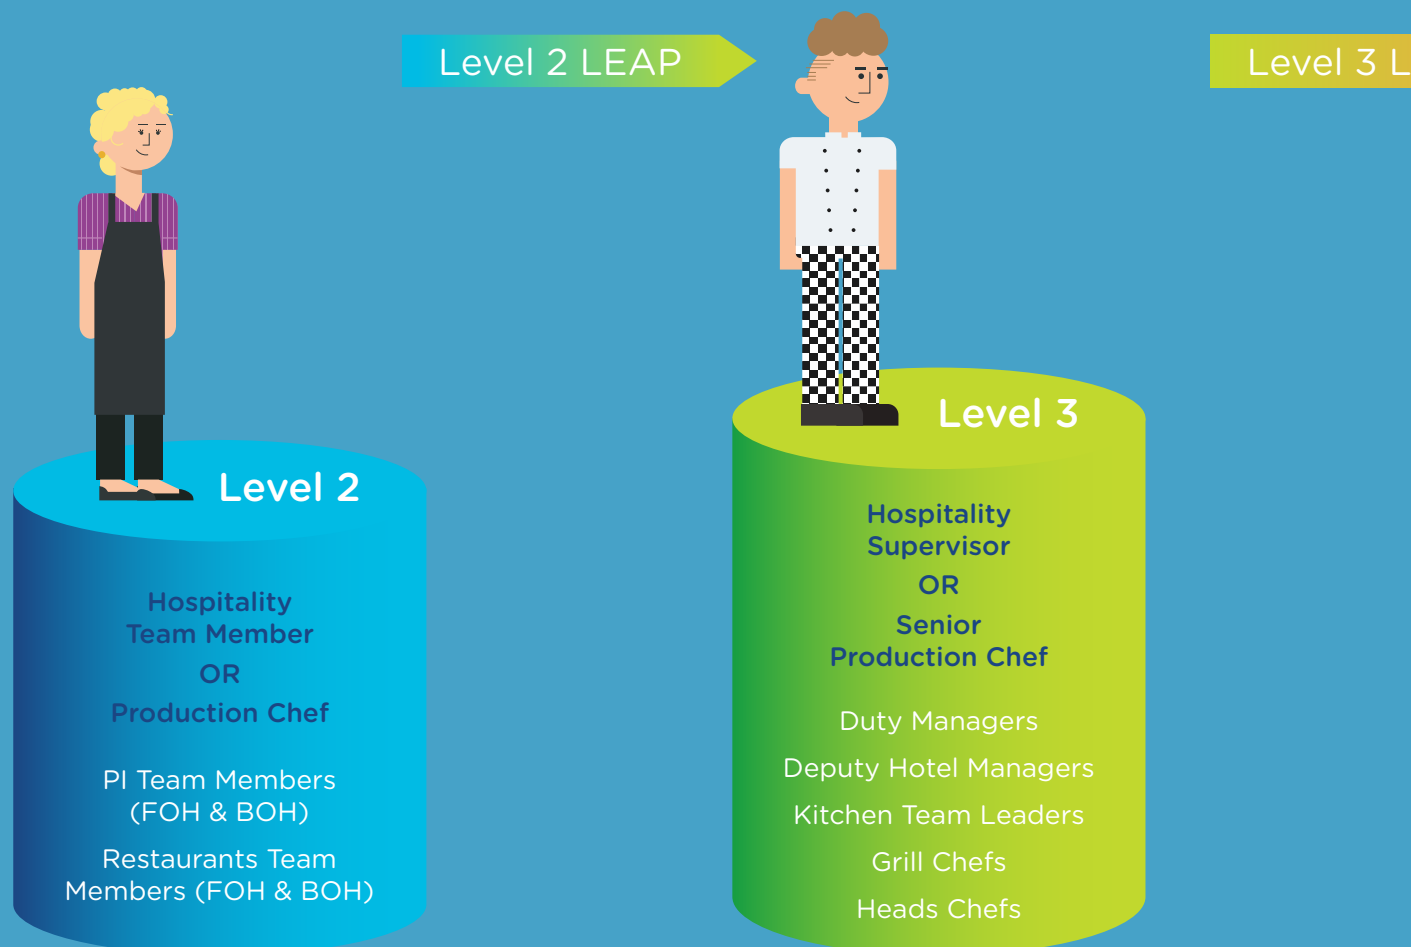 Level 2 LEAP
Level 3 L
Level 2
Hospitality
Team Member
OR
Production Chef
PI Team Members
(FOH & BOH)
Restaurants Team
Members (FOH & BOH)
Level 3
Hospitality
Supervisor
OR
Senior
Production Chef
Duty Managers
Deputy Hotel Managers
Kitchen Team Leaders
Grill Chefs
Heads Chefs